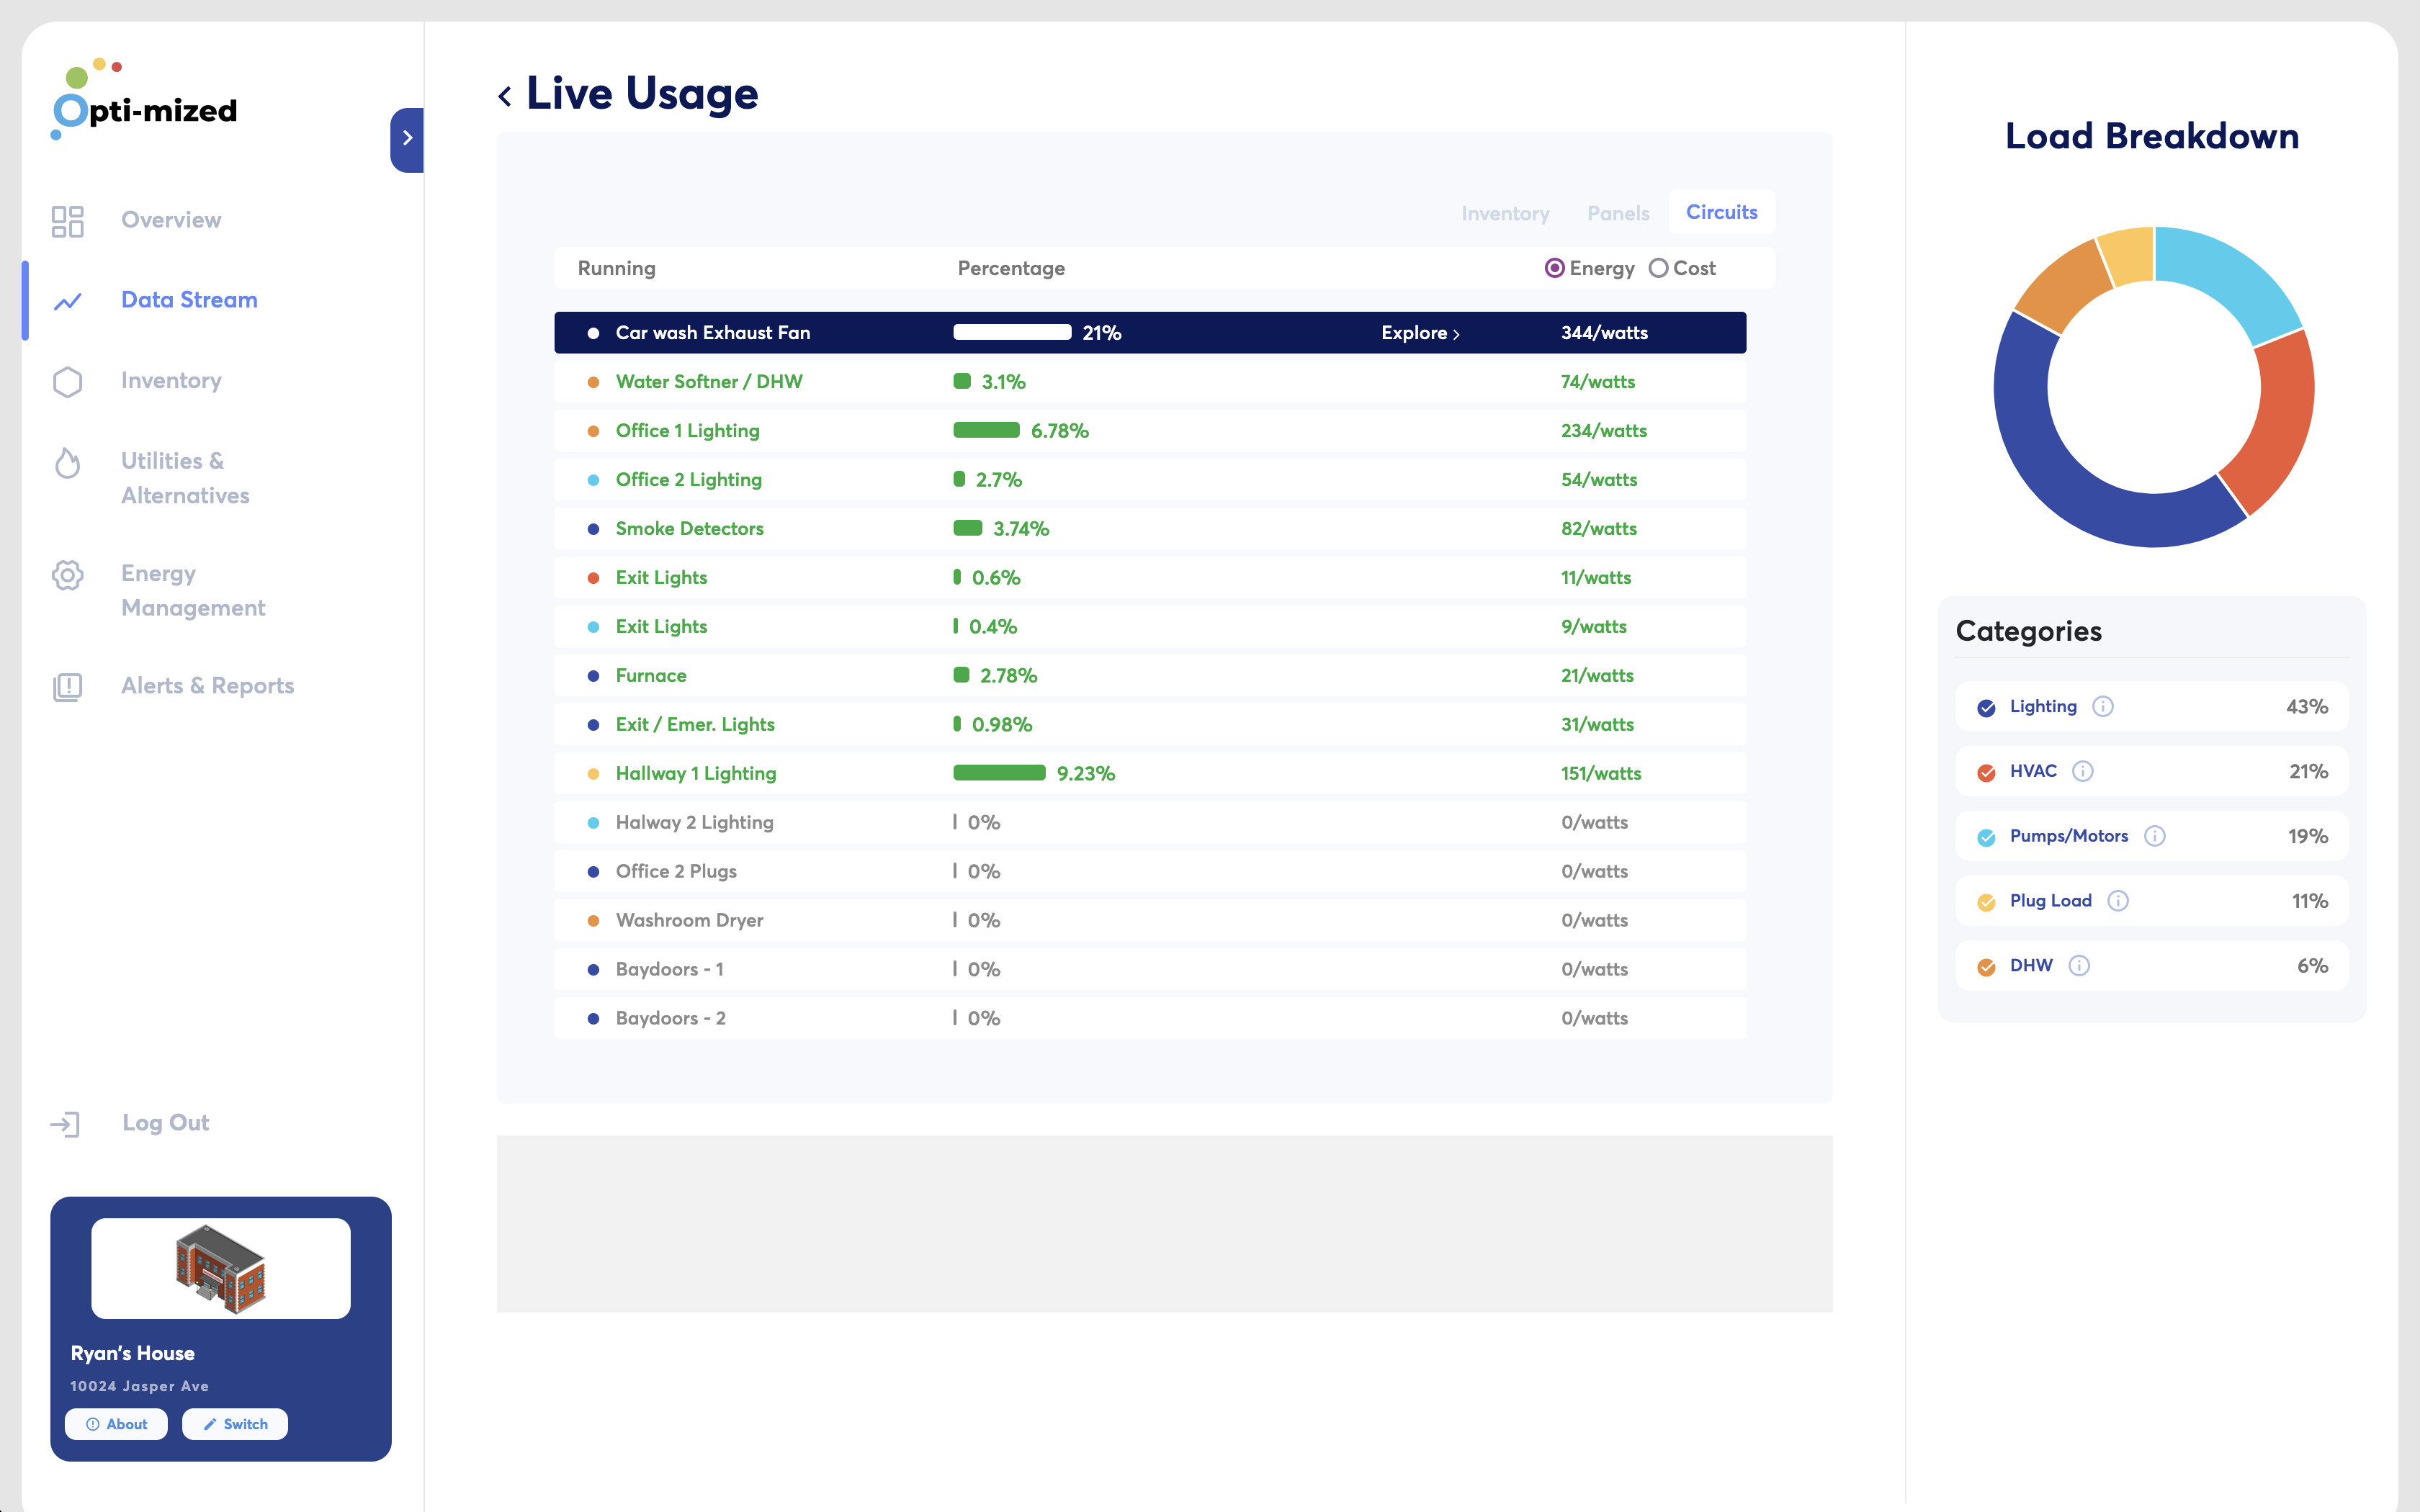 Opti-mized
Overview
Data Stream
Inventory
Utilities &
Alternatives
Energy
Management
Alerts & Reports
Log Out
Ryan's House
10024 Jasper Ave
About Switch
Live Usage
Inventory Panels Circuits
Running Percentage Energy Cost
Car wash Exhaust Fan 21% Explore > 344/watts
Water Softner / DHW 3.1% 74/watts
Office 1 Lighting 6.78% 234/watts
Office 2 Lighting 2.7% 54/watts
Smoke Detectors 3.74% 82/watts
Exit Lights 0.6% 11/watts
Exit Lights 0.4% 9/watts
Furnace 2.78% 21/watts
Exit / Emer. Lights 0.98% 31/watts
Hallway 1 Lighting 9.23% 151/watts
Halway 2 Lighting 0% 0/watts
Office 2 Plugs 0% 0/watts
Washroom Dryer 0% 0/watts
Baydoors - 1 0% 0/watts
Baydoors - 2 0% 0/watts
Load Breakdown
Categories
Lighting 43%
HVAC 21%
Pumps/Motors 19%
Plug Load 11%
DHW 6%